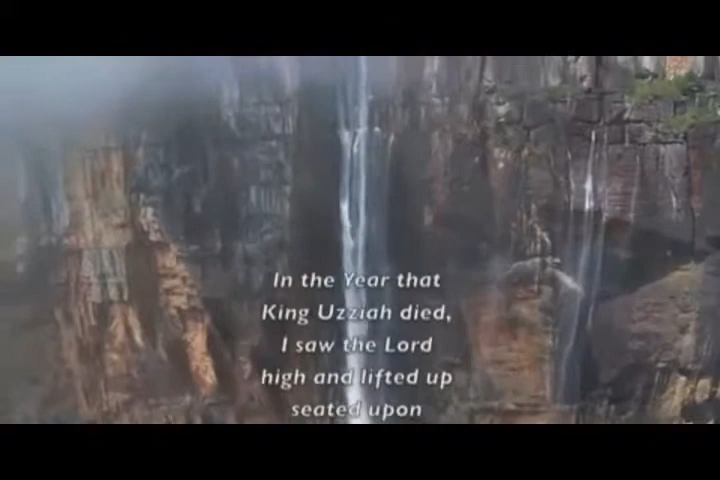 In the Year that
King Uzziah died,
I saw the Lord
high and lifted up
seated upon